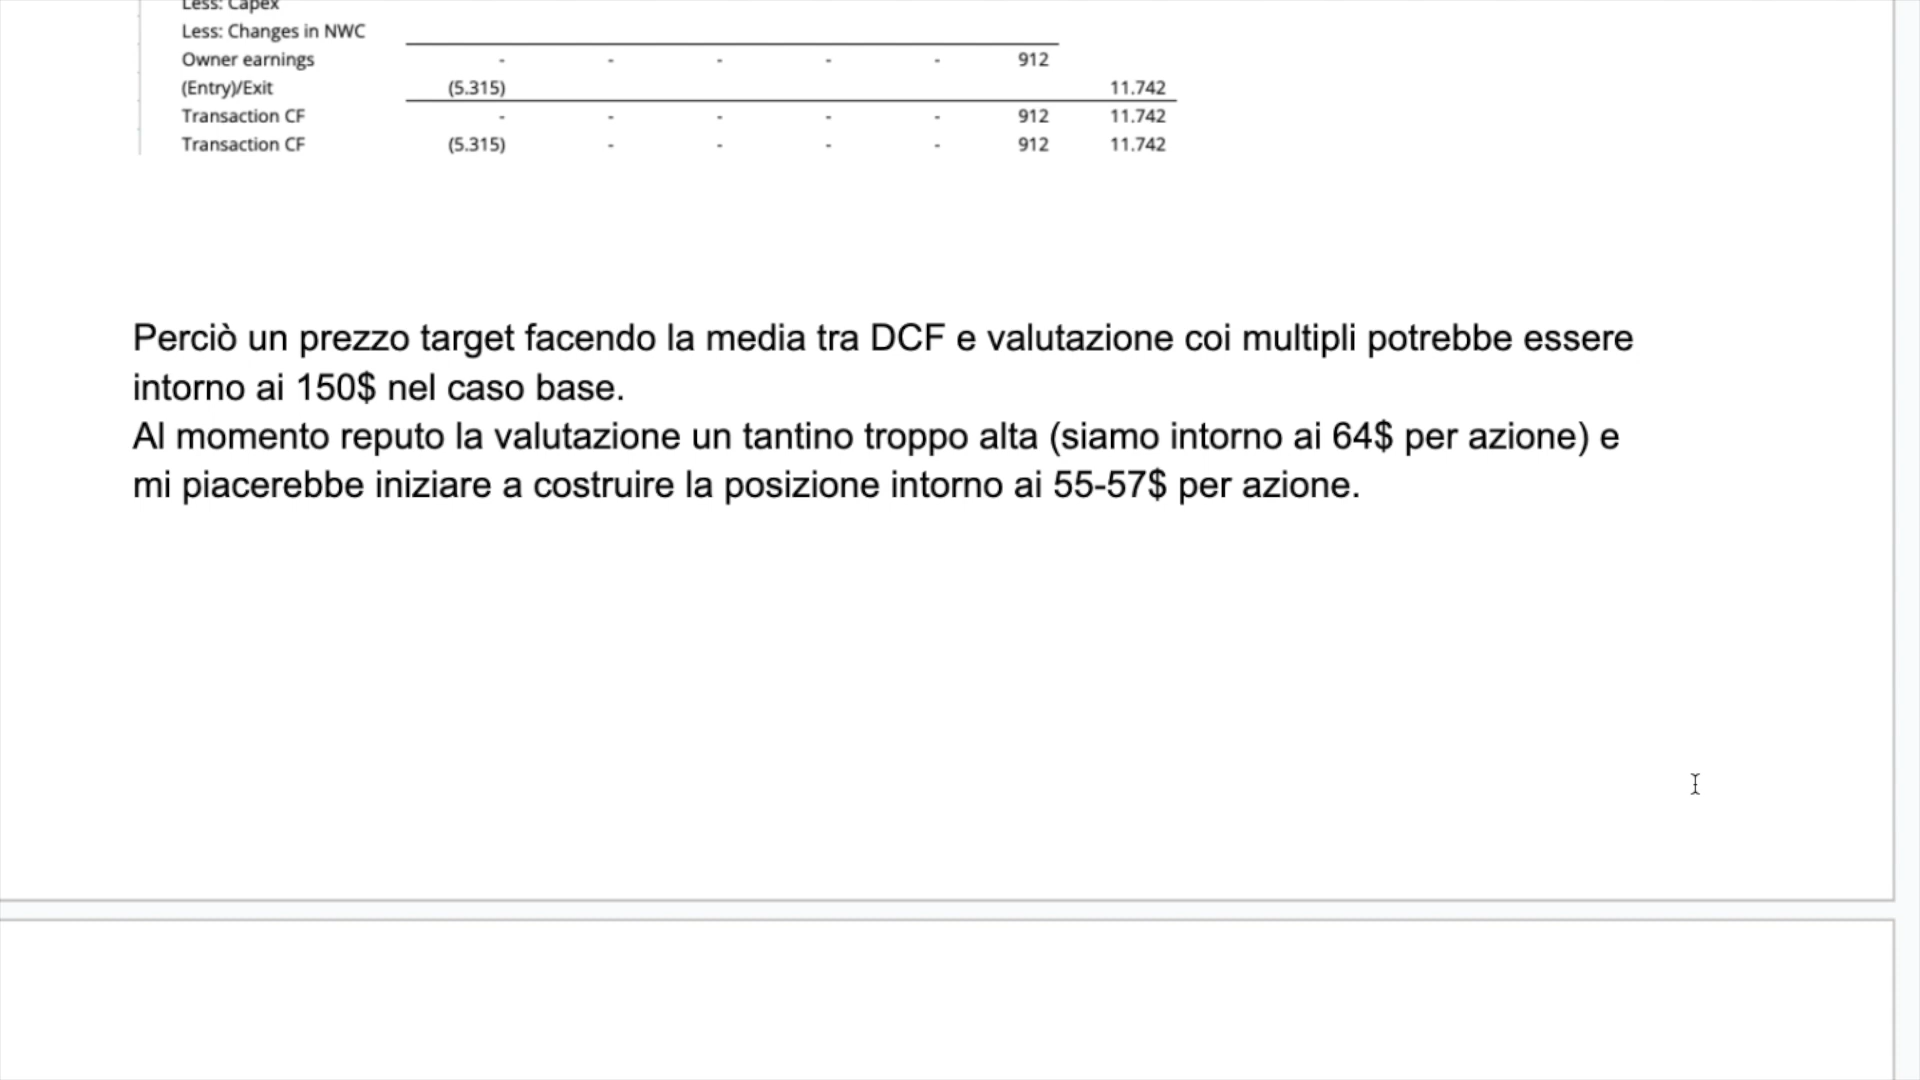 Less: Capex
Less: Changes in NWC
Owner earnings - - - - - 912
(Entry)/Exit (5.315) 11.742
Transaction CF - - - - - 912 11.742
Transaction CF (5.315) - - - - 912 11.742
Perciò un prezzo target facendo la media tra DCF e valutazione coi multipli potrebbe essere
intorno ai 150$ nel caso base.
Al momento reputo la valutazione un tantino troppo alta (siamo intorno ai 64$ per azione) e
mi piacerebbe iniziare a costruire la posizione intorno ai 55-57$ per azione.